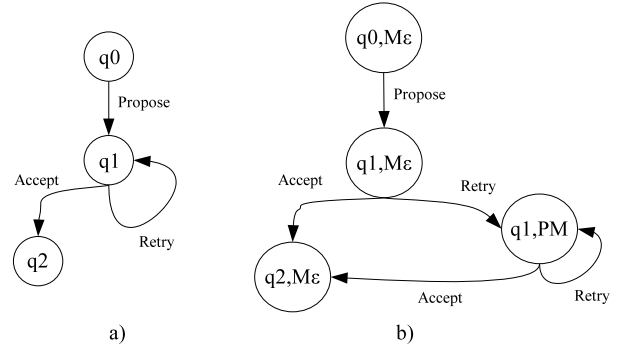 q0
Propose
q1
Accept
Retry
q2
a)
q0,Mε
Propose
q1,Mε
Accept
Retry
q1,PM
q2,Mε
Accept
Retry
b)